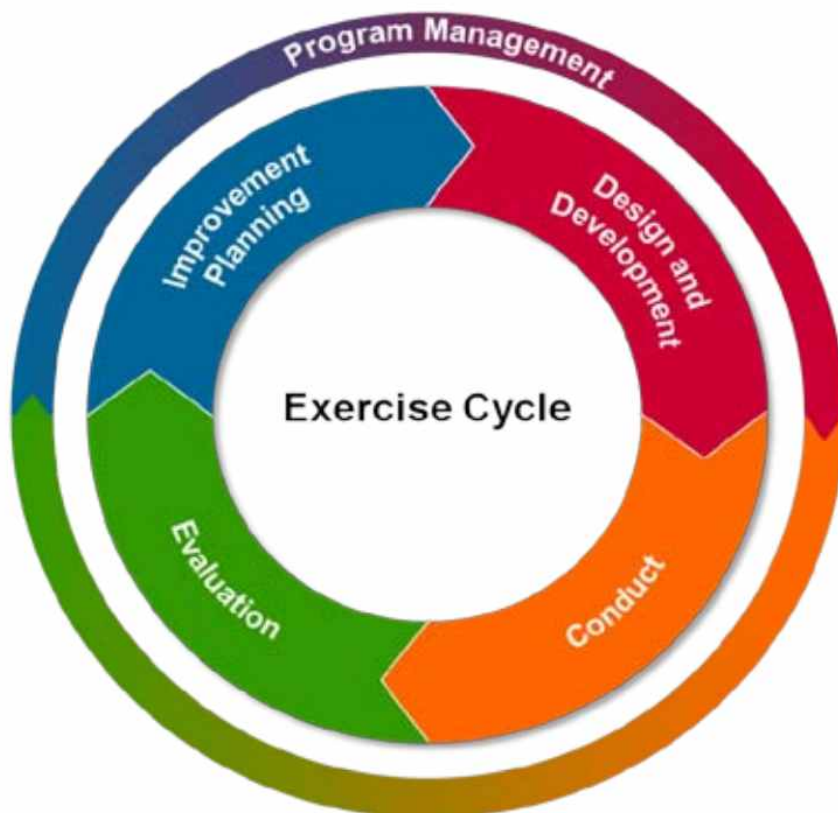 Program Management
Improvement
Planning
Design and
Development
Exercise Cycle
Evaluation
Conduct